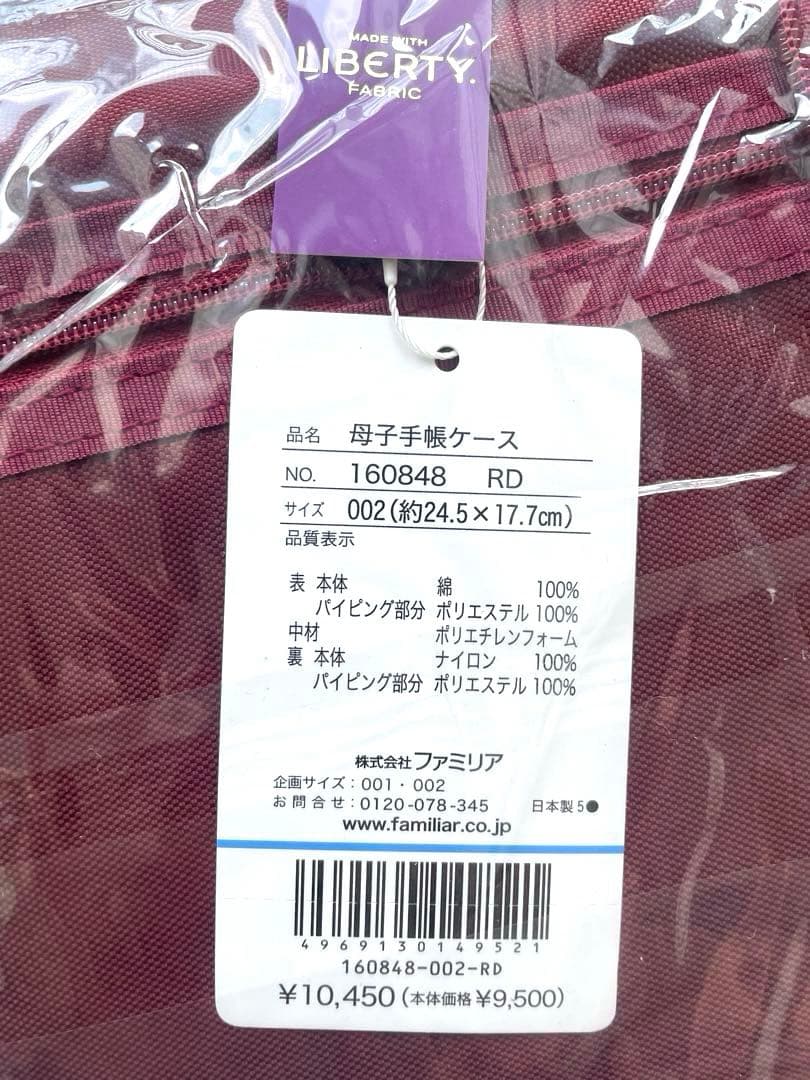 MADE WITH
LIBERTY.
FABRIC
品名 母子手帳ケース
NO. 160848 RD
サイズ 002(約24.5×17.7cm)
品質表示
表 本体 綿 100%
パイピング部分 ポリエステル 100%
中材 ポリエチレンフォーム
裏 本体 ナイロン 100%
パイピング部分 ポリエステル 100%
株式会社ファミリア
企画サイズ:001・002
お問合せ:0120-078-345 日本製 5●
www.familiar.co.jp
4969130149521
160848-002-RD
¥10,450(本体価格 ¥9,500)